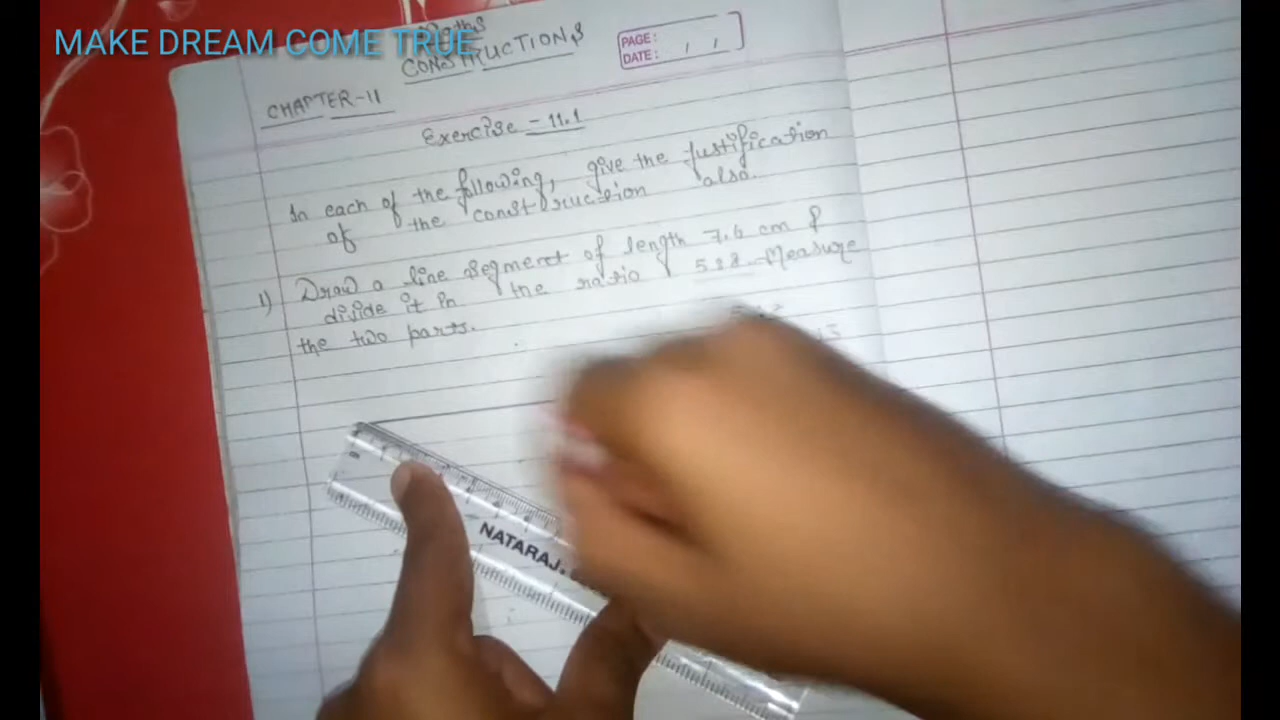 MAKE DREAM COME TRUE
CONSTRUCTIONS
PAGE:
DATE: / /
CHAPTER-11
Exercise - 11.1
In each of the following, give the Justification
of the construction also.
1) Draw a line segment of length 7.6 cm &
divide it in the ratio 5:8. Measure
the two parts.
NATARAJ